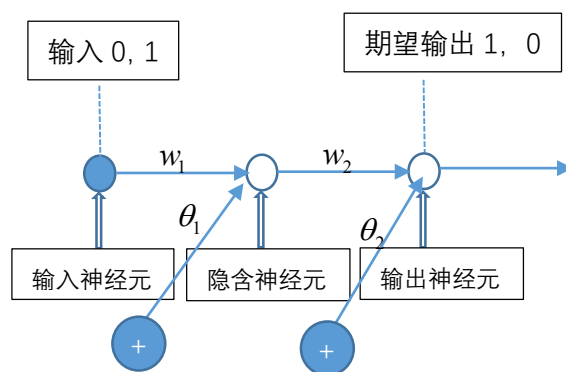 输入 0, 1
期望输出 1, 0
w₁
w₂
θ₁
θ₂
输入神经元
隐含神经元
输出神经元
+
+